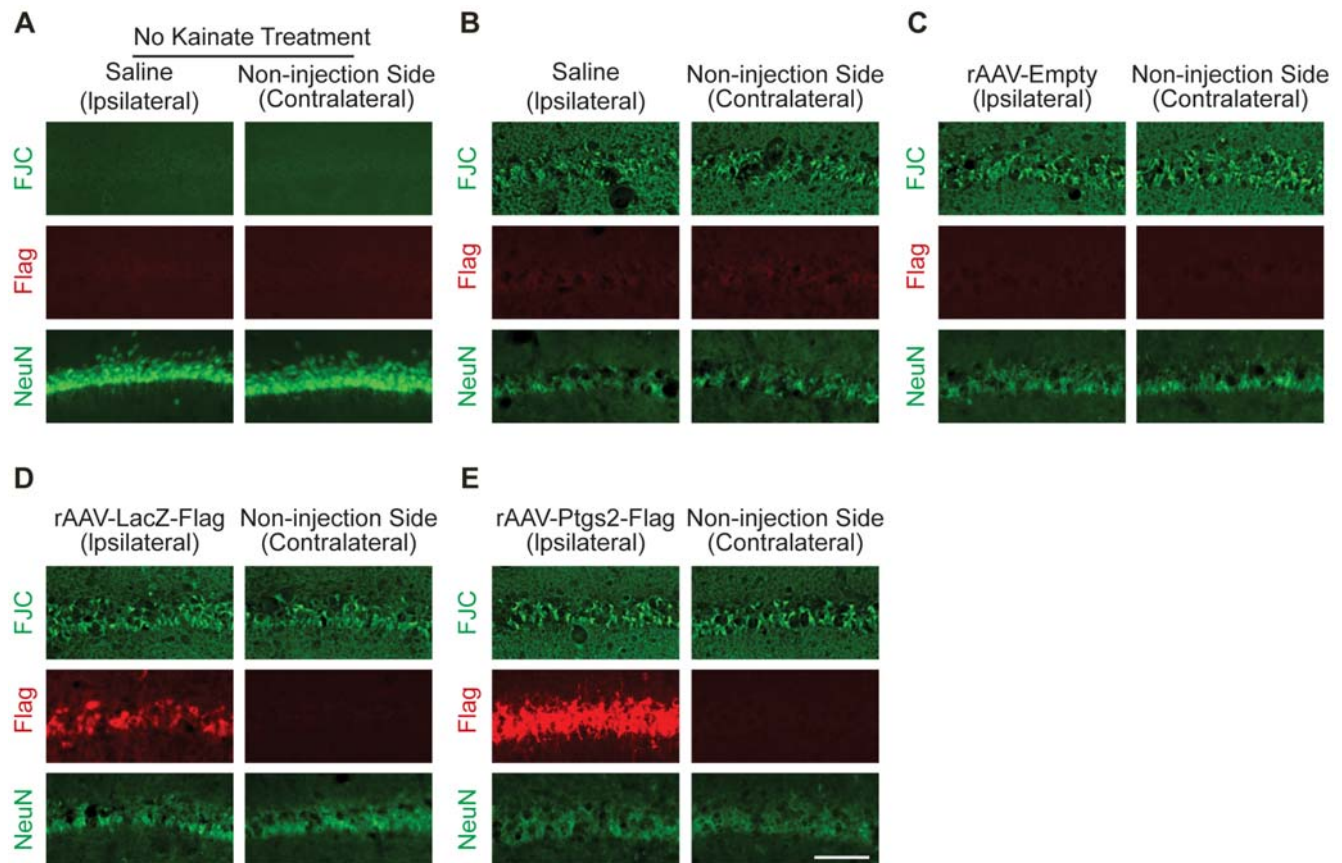 A
No Kainate Treatment
Saline
(Ipsilateral)
Non-injection Side
(Contralateral)
FJC
Flag
NeuN
B
Saline
(Ipsilateral)
Non-injection Side
(Contralateral)
FJC
Flag
NeuN
C
rAAV-Empty
(Ipsilateral)
Non-injection Side
(Contralateral)
FJC
Flag
NeuN
D
rAAV-LacZ-Flag
(Ipsilateral)
Non-injection Side
(Contralateral)
FJC
Flag
NeuN
E
rAAV-Ptgs2-Flag
(Ipsilateral)
Non-injection Side
(Contralateral)
FJC
Flag
NeuN